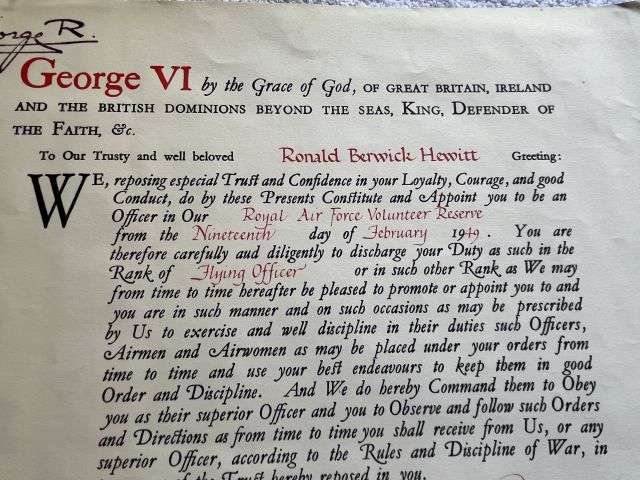 orge R.
George VI by the Grace of God, OF GREAT BRITAIN, IRELAND
AND THE BRITISH DOMINIONS BEYOND THE SEAS, KING, DEFENDER OF
THE FAITH, &c.
To Our Trusty and well beloved Ronald Berwick Hewitt Greeting:
WE, reposing especial Trust and Confidence in your Loyalty, Courage, and good
Conduct, do by these Presents Constitute and Appoint you to be an
Officer in Our Royal Air Force Volunteer Reserve
from the Nineteenth day of February 1949. You are
therefore carefully and diligently to discharge your Duty as such in the
Rank of Flying Officer or in such other Rank as We may
from time to time hereafter be pleased to promote or appoint you to and
you are in such manner and on such occasions as may be prescribed
by Us to exercise and well discipline in their duties such Officers,
Airmen and Airwomen as may be placed under your orders from
time to time and use your best endeavours to keep them in good
Order and Discipline. And We do hereby Command them to Obey
you as their superior Officer and you to Observe and follow such Orders
and Directions as from time to time you shall receive from Us, or any
superior Officer, according to the Rules and Discipline of War, in
of the Trust hereby reposed in you.